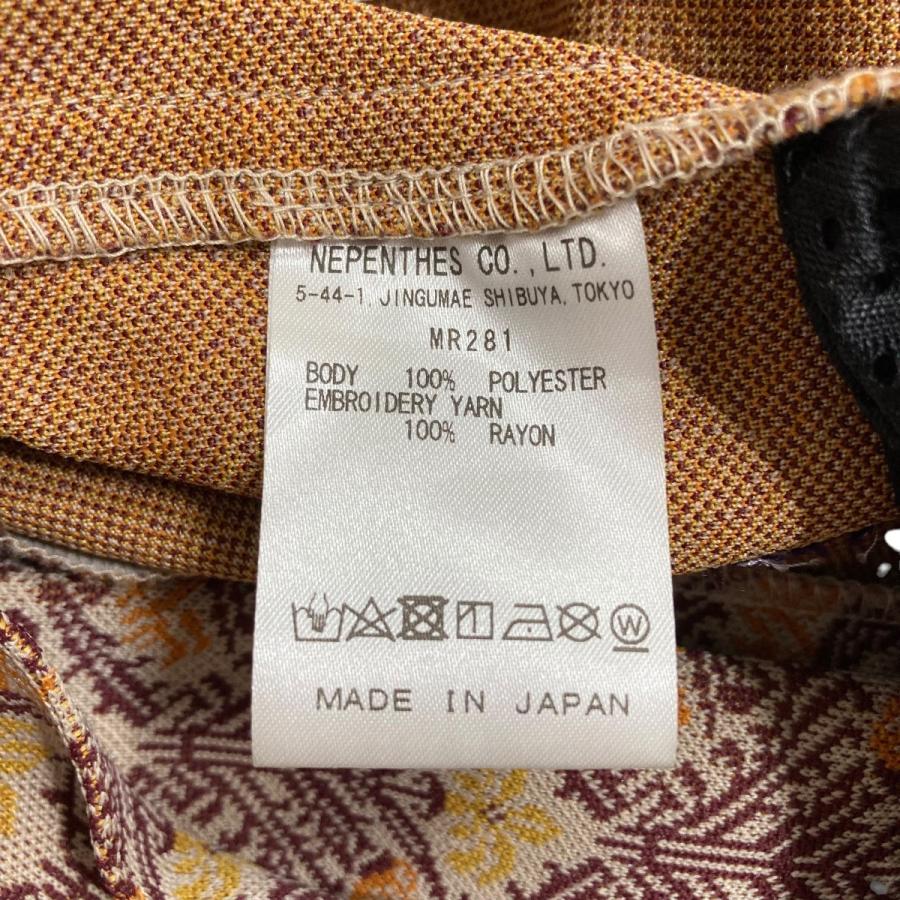 NEPENTHES CO.,LTD.
5-44-1, JINGUMAE SHIBUYA, TOKYO
MR281
BODY 100% POLYESTER
EMBROIDERY YARN
100% RAYON
W
MADE IN JAPAN